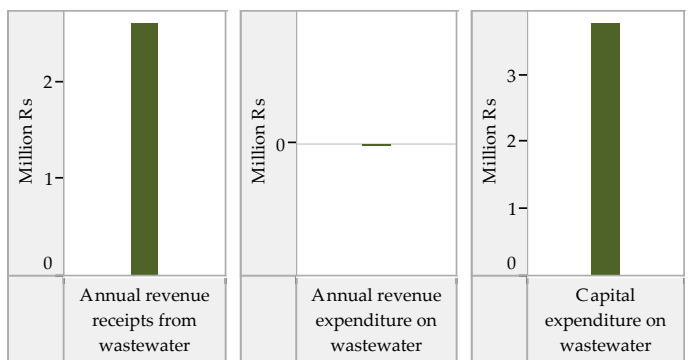 Million Rs
2
1
0
Annual revenue
receipts from
wastewater
Million Rs
0
Annual revenue
expenditure on
wastewater
Million Rs
3
2
1
0
Capital
expenditure on
wastewater